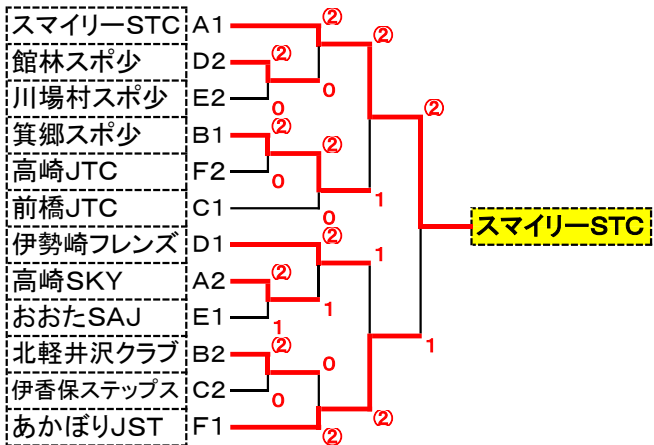 スマイリーSTC A1 ② ②
館林スポ少 D2 ② 0 ②
川場村スポ少 E2 0
箕郷スポ少 B1 ② ②
高崎JTC F2 0 1
前橋JTC C1 0
スマイリーSTC
伊勢崎フレンズ D1 ② 1
高崎SKY A2 ② 1
おおたSAJ E1 1 1
北軽井沢クラブ B2 ② 0
伊香保ステップス C2 0 ②
あかぼりJST F1 ②